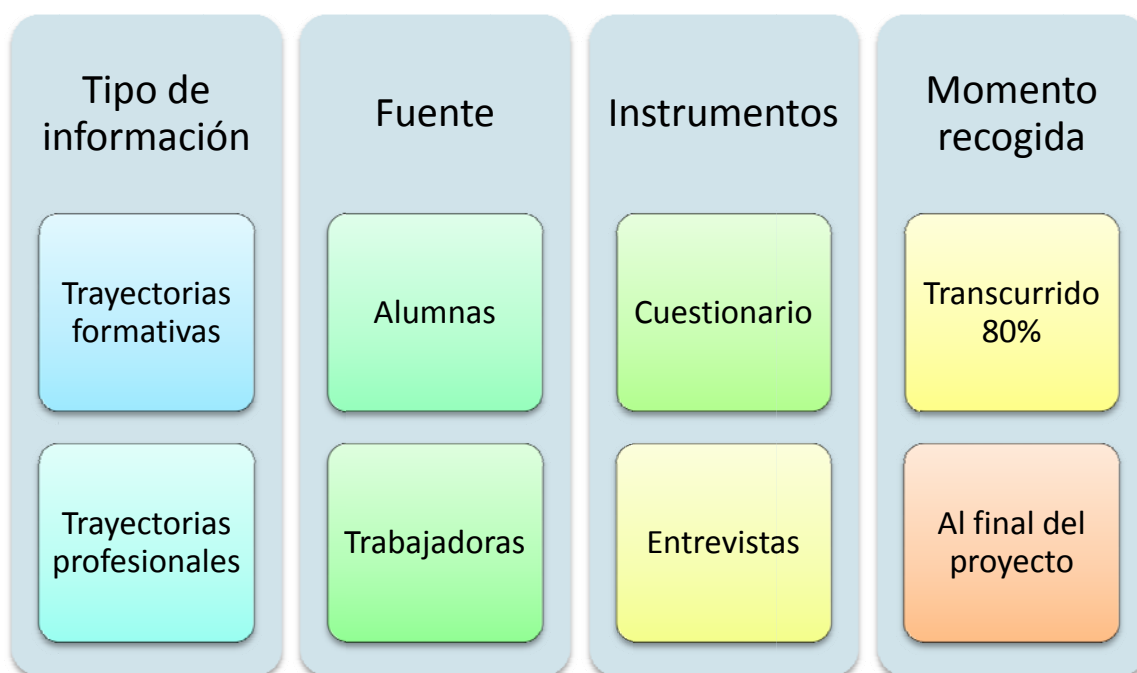 Tipo de
información
Trayectorias
formativas
Trayectorias
profesionales
Fuente
Alumnas
Trabajadoras
Instrumentos
Cuestionario
Entrevistas
Momento
recogida
Transcurrido
80%
Al final del
proyecto